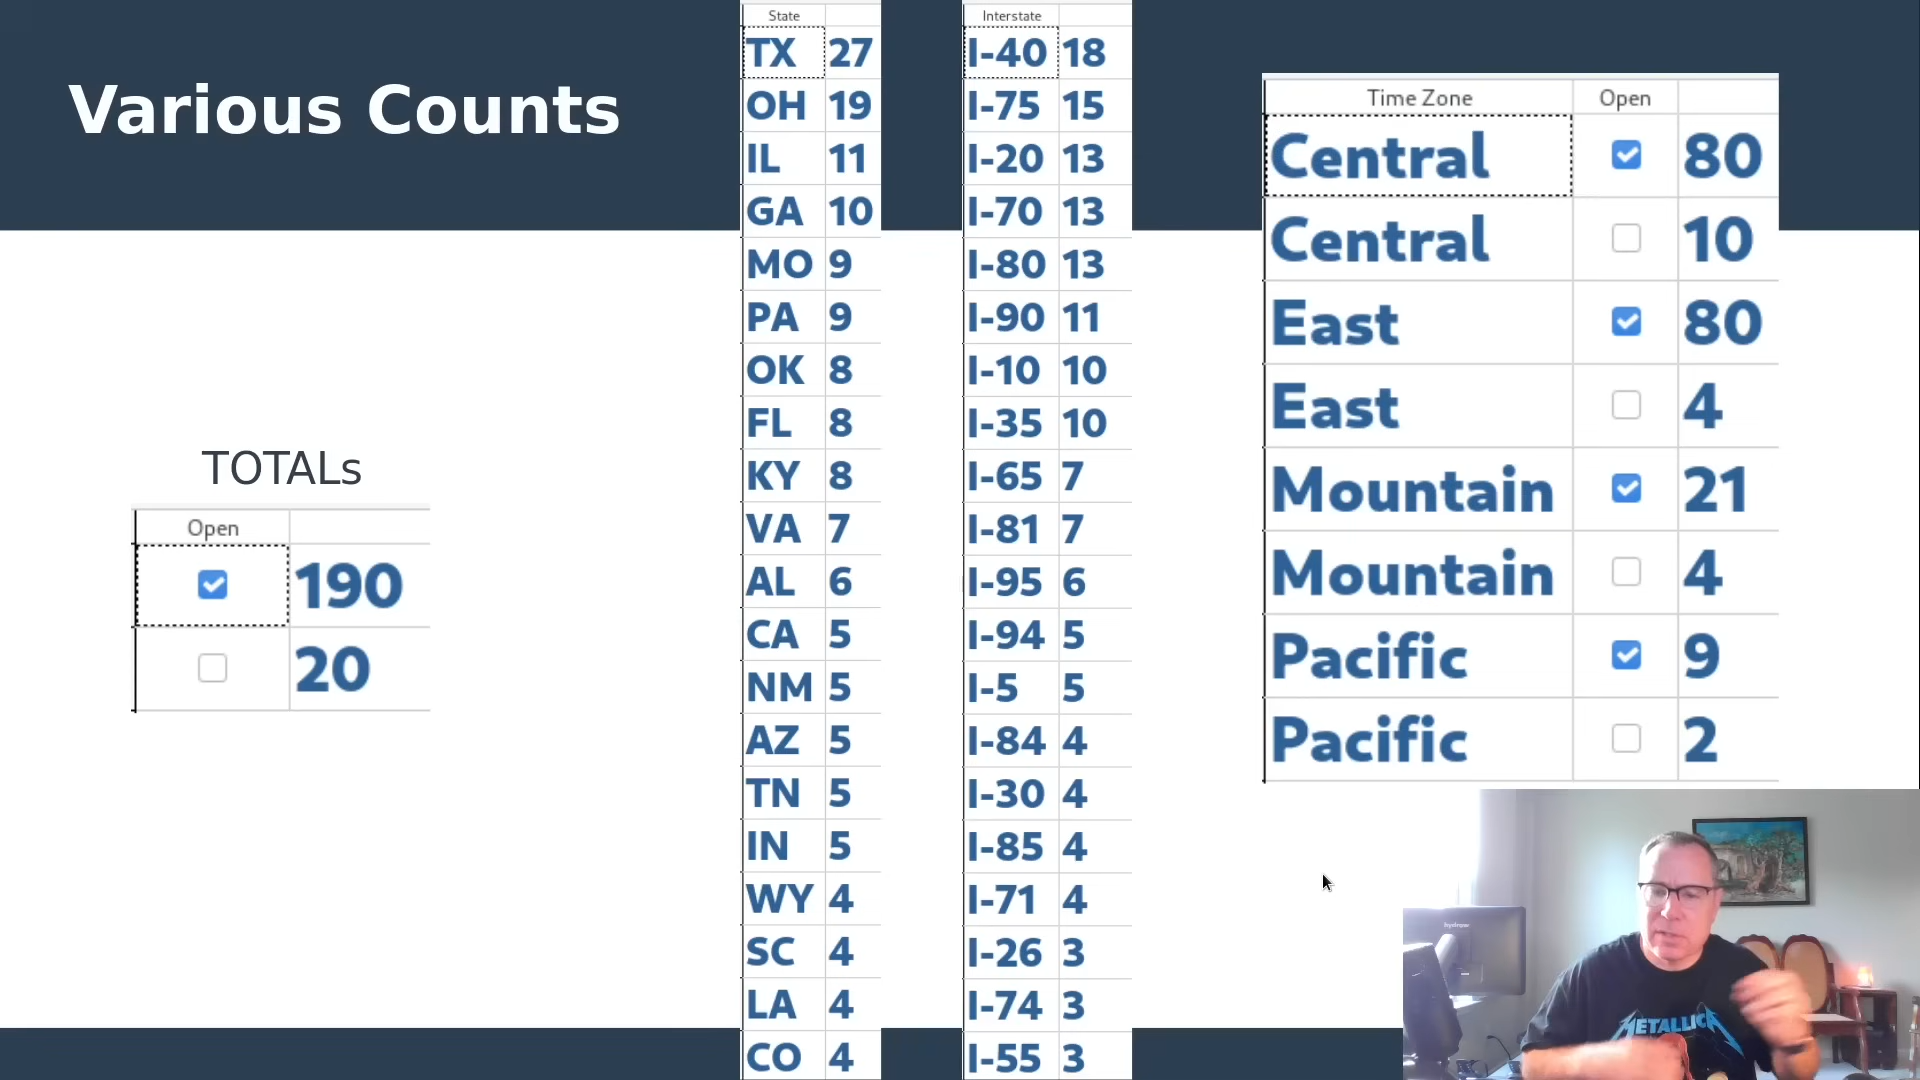 Various Counts
TOTALs
Open
190
20
State
TX 27
OH 19
IL 11
GA 10
MO 9
PA 9
OK 8
FL 8
KY 8
VA 7
AL 6
CA 5
NM 5
AZ 5
TN 5
IN 5
WY 4
SC 4
LA 4
CO 4
Interstate
I-40 18
I-75 15
I-20 13
I-70 13
I-80 13
I-90 11
I-10 10
I-35 10
I-65 7
I-81 7
I-95 6
I-94 5
I-5 5
I-84 4
I-30 4
I-85 4
I-71 4
I-26 3
I-74 3
I-55 3
Time Zone Open
Central 80
Central 10
East 80
East 4
Mountain 21
Mountain 4
Pacific 9
Pacific 2
METALLICA